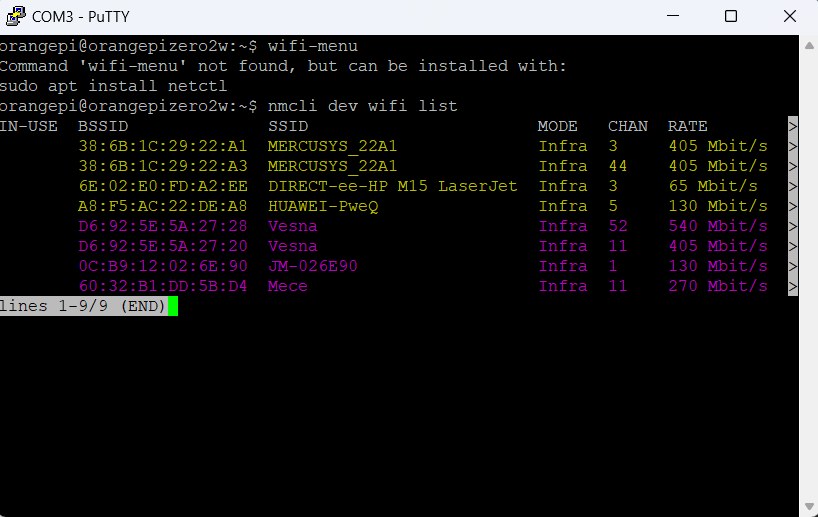 COM3 - PuTTY
orangepi@orangepizero2w:~$ wifi-menu
Command 'wifi-menu' not found, but can be installed with:
sudo apt install netctl
orangepi@orangepizero2w:~$ nmcli dev wifi list
IN-USE  BSSID              SSID                       MODE   CHAN  RATE        >
        38:6B:1C:29:22:A1  MERCUSYS_22A1              Infra  3     405 Mbit/s  >
        38:6B:1C:29:22:A3  MERCUSYS_22A1              Infra  44    405 Mbit/s  >
        6E:02:E0:FD:A2:EE  DIRECT-ee-HP M15 LaserJet  Infra  3     65 Mbit/s   >
        A8:F5:AC:22:DE:A8  HUAWEI-PweQ                Infra  5     130 Mbit/s  >
        D6:92:5E:5A:27:28  Vesna                      Infra  52    540 Mbit/s  >
        D6:92:5E:5A:27:20  Vesna                      Infra  11    405 Mbit/s  >
        0C:B9:12:02:6E:90  JM-026E90                  Infra  1     130 Mbit/s  >
        60:32:B1:DD:5B:D4  Mece                       Infra  11    270 Mbit/s  >
lines 1-9/9 (END)